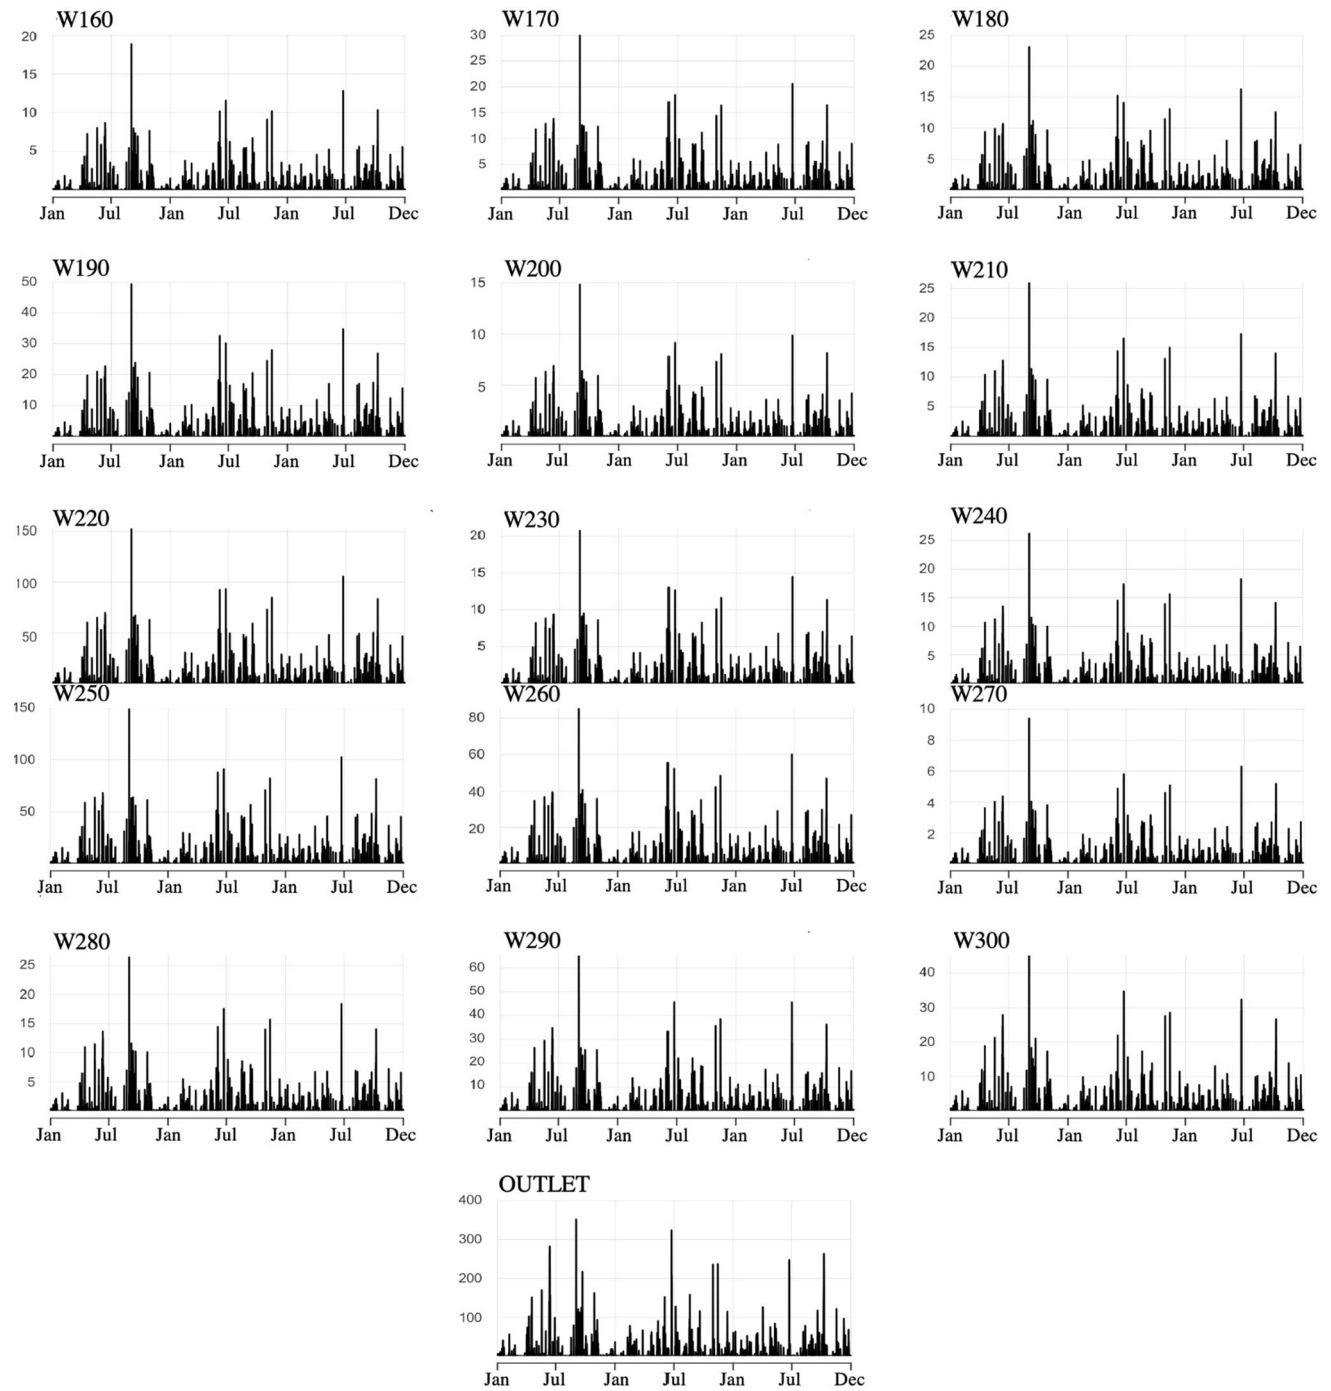 W160 W170 W180
20 30 25
15 25 20
10 20 15
5 15 10
10 5
5
Jan Jul Jan Jul Jan Jul Dec Jan Jul Jan Jul Jan Jul Dec Jan Jul Jan Jul Jan Jul Dec
W190 W200 W210
50 15 25
40 10 20
30 5 15
20 10
10 5
Jan Jul Jan Jul Jan Jul Dec Jan Jul Jan Jul Jan Jul Dec Jan Jul Jan Jul Jan Jul Dec
W220 W230 W240
150 20 25
100 15 20
50 10 15
5 10
5
W250 W260 W270
150 80 10
100 60 8
50 40 6
20 4
2
Jan Jul Jan Jul Jan Jul Dec Jan Jul Jan Jul Jan Jul Dec Jan Jul Jan Jul Jan Jul Dec
W280 W290 W300
25 60 40
20 50 30
15 40 20
10 30 10
5 20
10
Jan Jul Jan Jul Jan Jul Dec Jan Jul Jan Jul Jan Jul Dec Jan Jul Jan Jul Jan Jul Dec
OUTLET
400
300
200
100
Jan Jul Jan Jul Jan Jul Dec